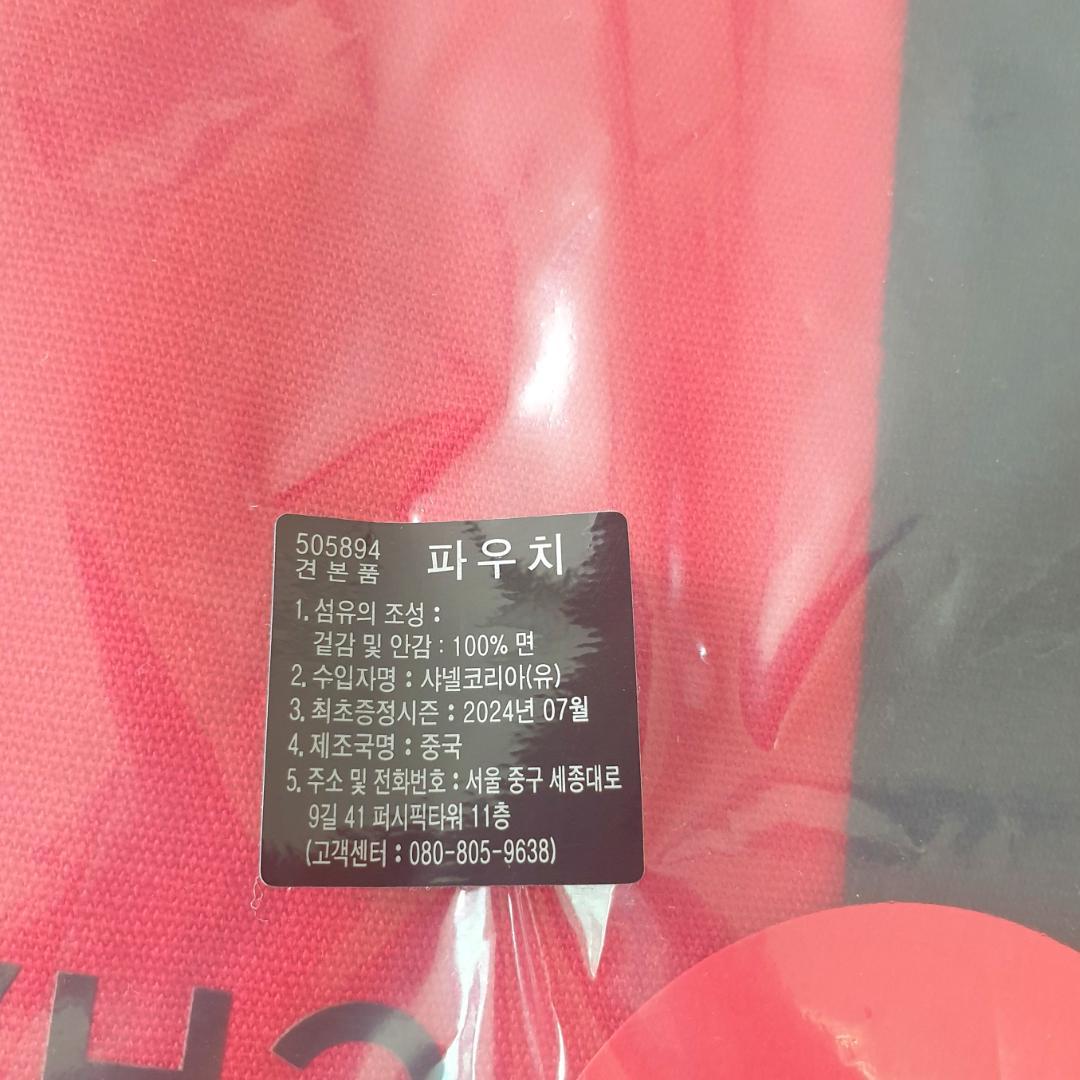 505894
견본품
파우치
1. 섬유의 조성 :
겉감 및 안감 : 100% 면
2. 수입자명 : 샤넬코리아(유)
3. 최초증정시즌 : 2024년 07월
4. 제조국명 : 중국
5. 주소 및 전화번호 : 서울 중구 세종대로
9길 41 퍼시픽타워 11층
(고객센터 : 080-805-9638)
CH